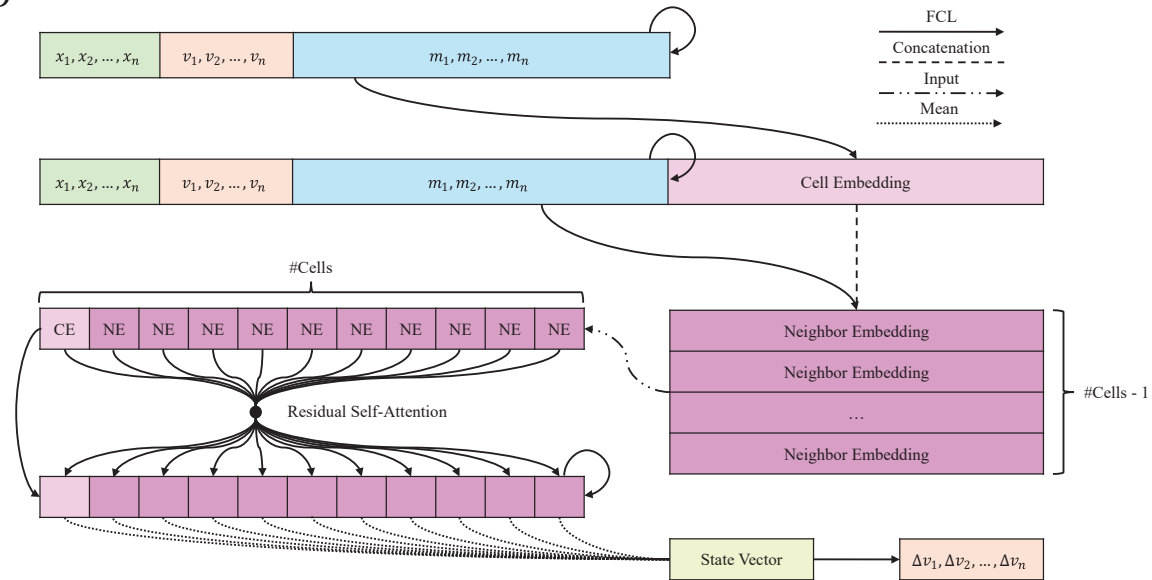 FCL
x₁, x₂, …, xₙ v₁, v₂, …, vₙ m₁, m₂, …, mₙ
Concatenation
Input
Mean
x₁, x₂, …, xₙ v₁, v₂, …, vₙ m₁, m₂, …, mₙ Cell Embedding
#Cells
CE NE NE NE NE NE NE NE NE NE NE
Neighbor Embedding
Neighbor Embedding
…
Neighbor Embedding
#Cells - 1
Residual Self-Attention
State Vector
Δv₁, Δv₂, …, Δvₙ